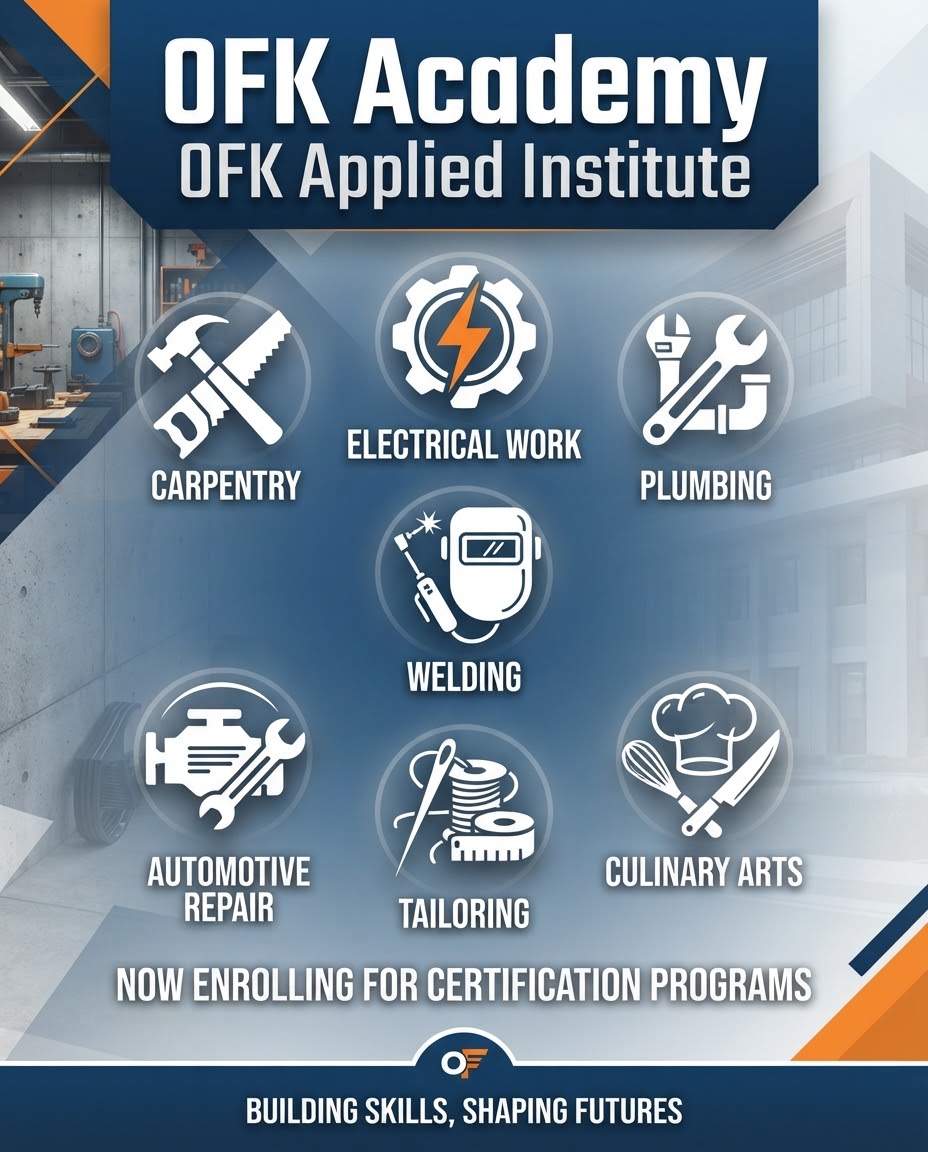 OFK Academy
OFK Applied Institute
CARPENTRY
ELECTRICAL WORK
PLUMBING
WELDING
AUTOMOTIVE
REPAIR
TAILORING
CULINARY ARTS
NOW ENROLLING FOR CERTIFICATION PROGRAMS
OF
BUILDING SKILLS, SHAPING FUTURES